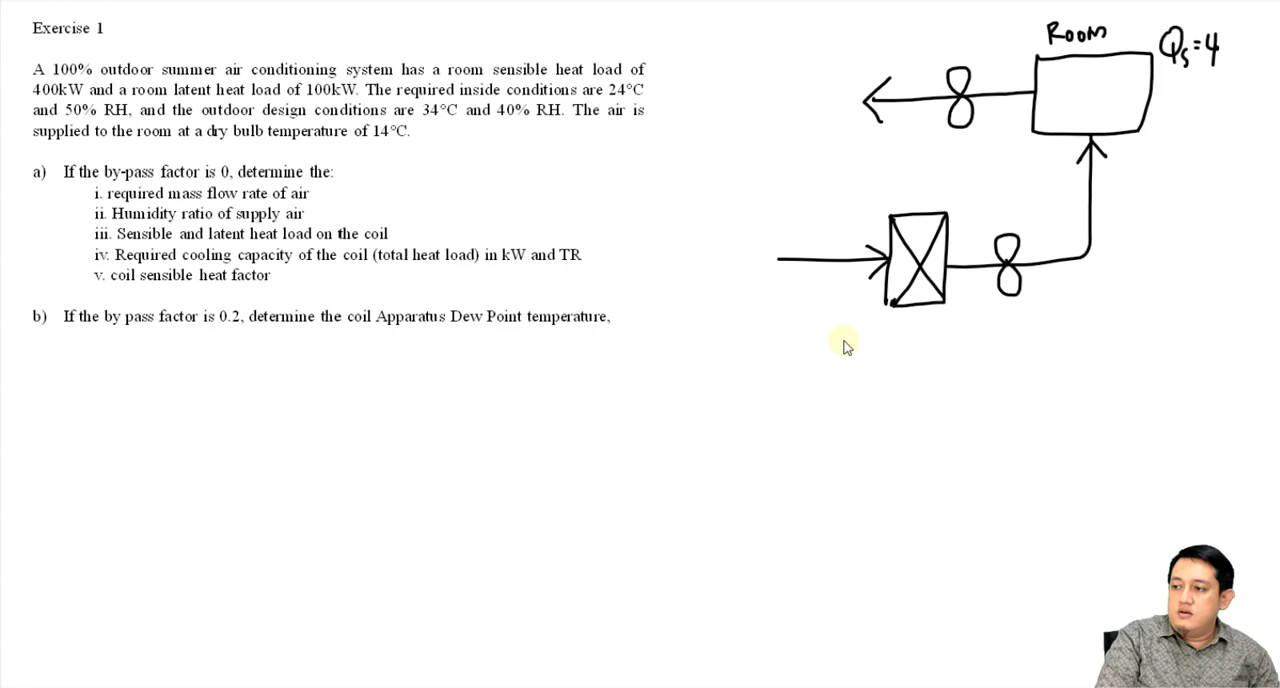 Exercise 1
A 100% outdoor summer air conditioning system has a room sensible heat load of
400kW and a room latent heat load of 100kW. The required inside conditions are 24°C
and 50% RH, and the outdoor design conditions are 34°C and 40% RH. The air is
supplied to the room at a dry bulb temperature of 14°C.
a) If the by-pass factor is 0, determine the:
i. required mass flow rate of air
ii. Humidity ratio of supply air
iii. Sensible and latent heat load on the coil
iv. Required cooling capacity of the coil (total heat load) in kW and TR
v. coil sensible heat factor
b) If the by pass factor is 0.2, determine the coil Apparatus Dew Point temperature,
Room
Qs=4